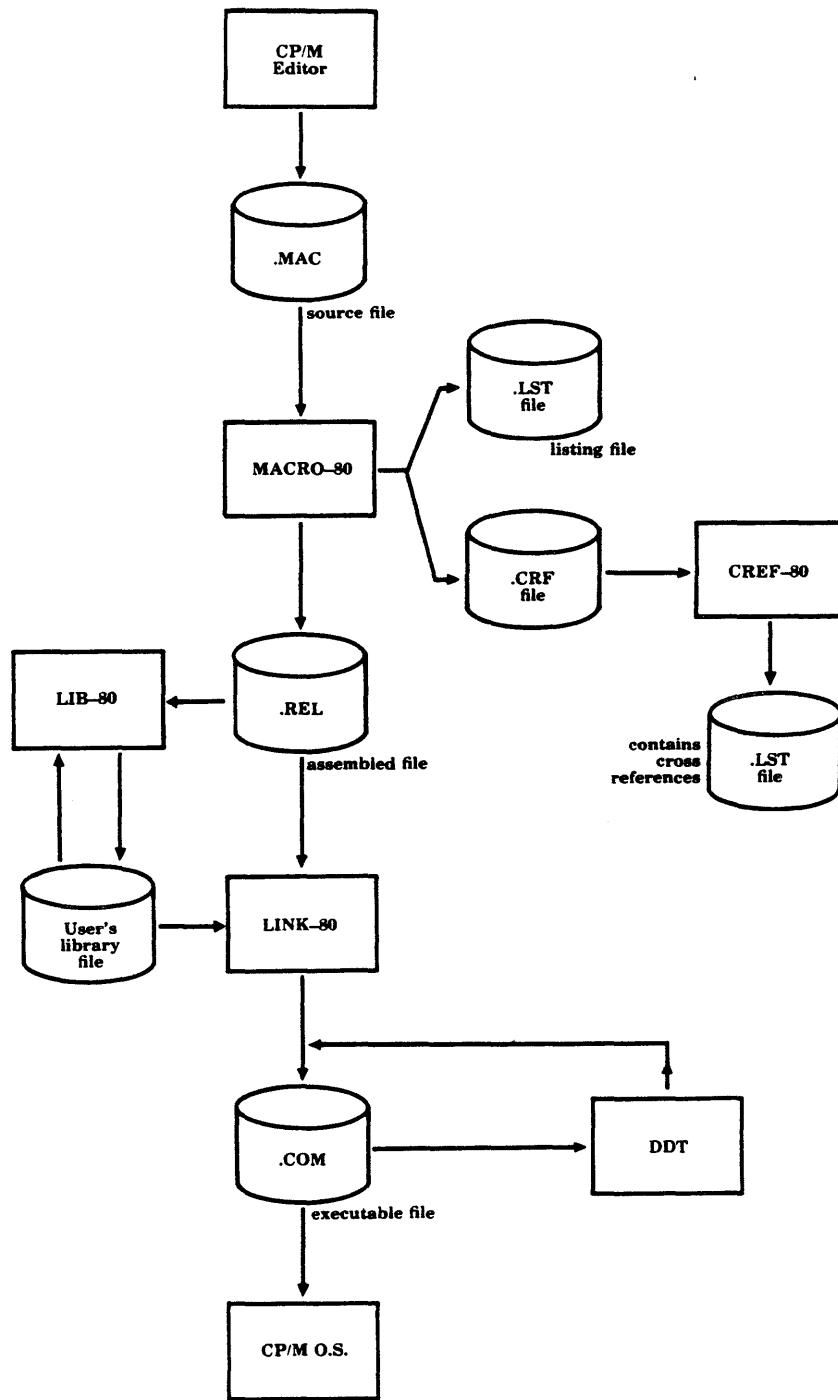 CP/M
Editor
.MAC
source file
.LST
file
listing file
MACRO–80
.CRF
file
CREF–80
LIB–80
.REL
assembled file
contains
cross
references
.LST
file
User's
library
file
LINK–80
.COM
executable file
DDT
CP/M O.S.